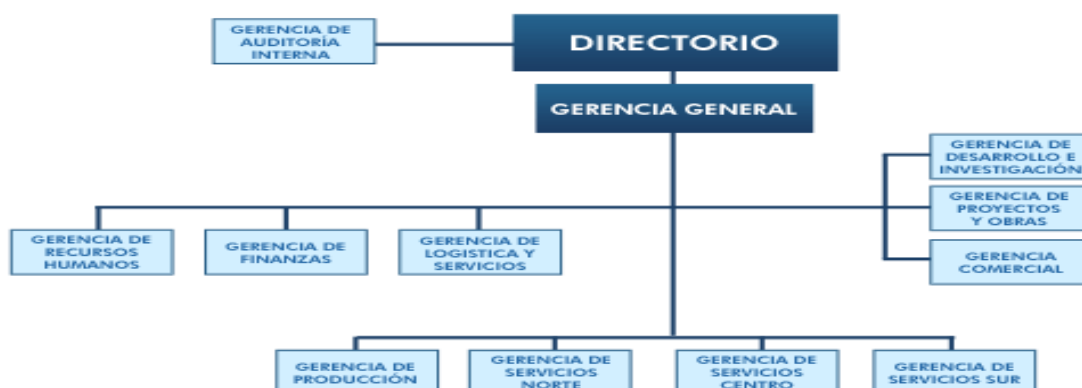 GERENCIA DE
AUDITORÍA
INTERNA
DIRECTORIO
GERENCIA GENERAL
GERENCIA DE
DESARROLLO E
INVESTIGACIÓN
GERENCIA DE
PROYECTOS
Y OBRAS
GERENCIA
COMERCIAL
GERENCIA DE
RECURSOS
HUMANOS
GERENCIA DE
FINANZAS
GERENCIA DE
LOGISTICA Y
SERVICIOS
GERENCIA DE
PRODUCCIÓN
GERENCIA DE
SERVICIOS
NORTE
GERENCIA DE
SERVICIOS
CENTRO
GERENCIA DE
SERVICIOS SUR